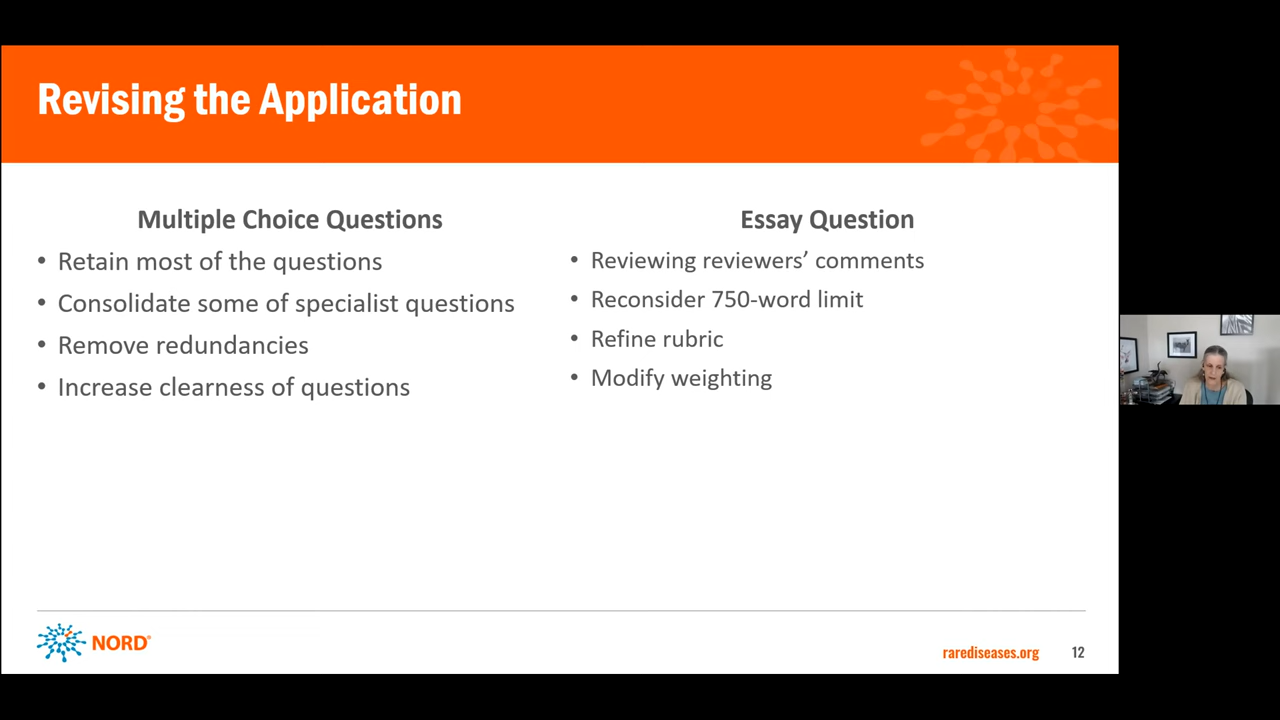 Revising the Application
Multiple Choice Questions
• Retain most of the questions
• Consolidate some of specialist questions
• Remove redundancies
• Increase clearness of questions
Essay Question
• Reviewing reviewers’ comments
• Reconsider 750-word limit
• Refine rubric
• Modify weighting
NORD®
rarediseases.org
12